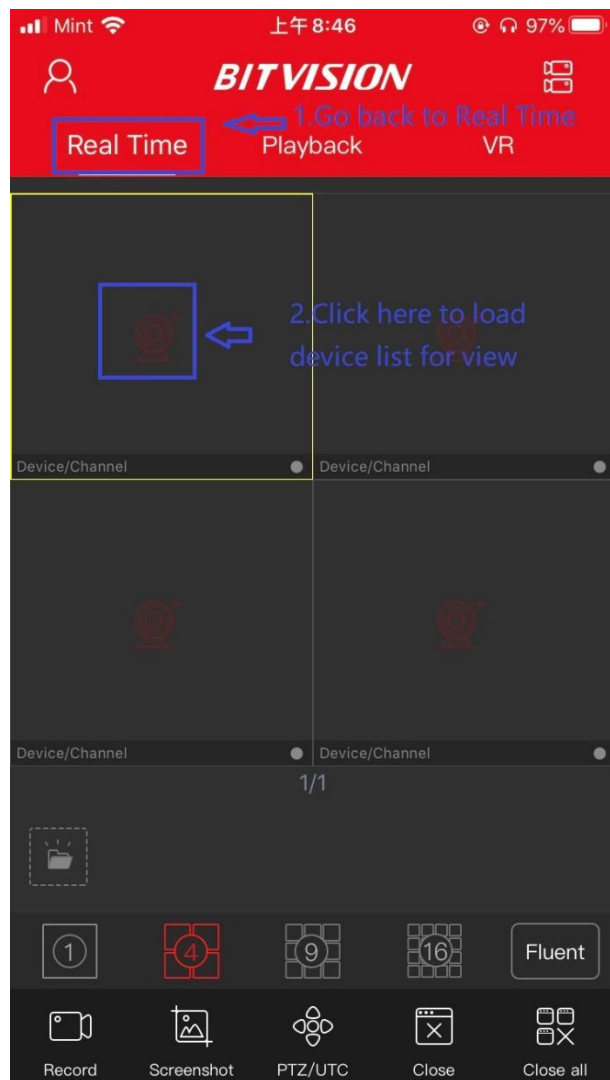 Mint 上午8:46 97%
BITVISION
1.Go back to Real Time
Real Time Playback VR
2.Click here to load
device list for view
Device/Channel Device/Channel
Device/Channel Device/Channel
1/1
1 4 9 16 Fluent
Record Screenshot PTZ/UTC Close Close all